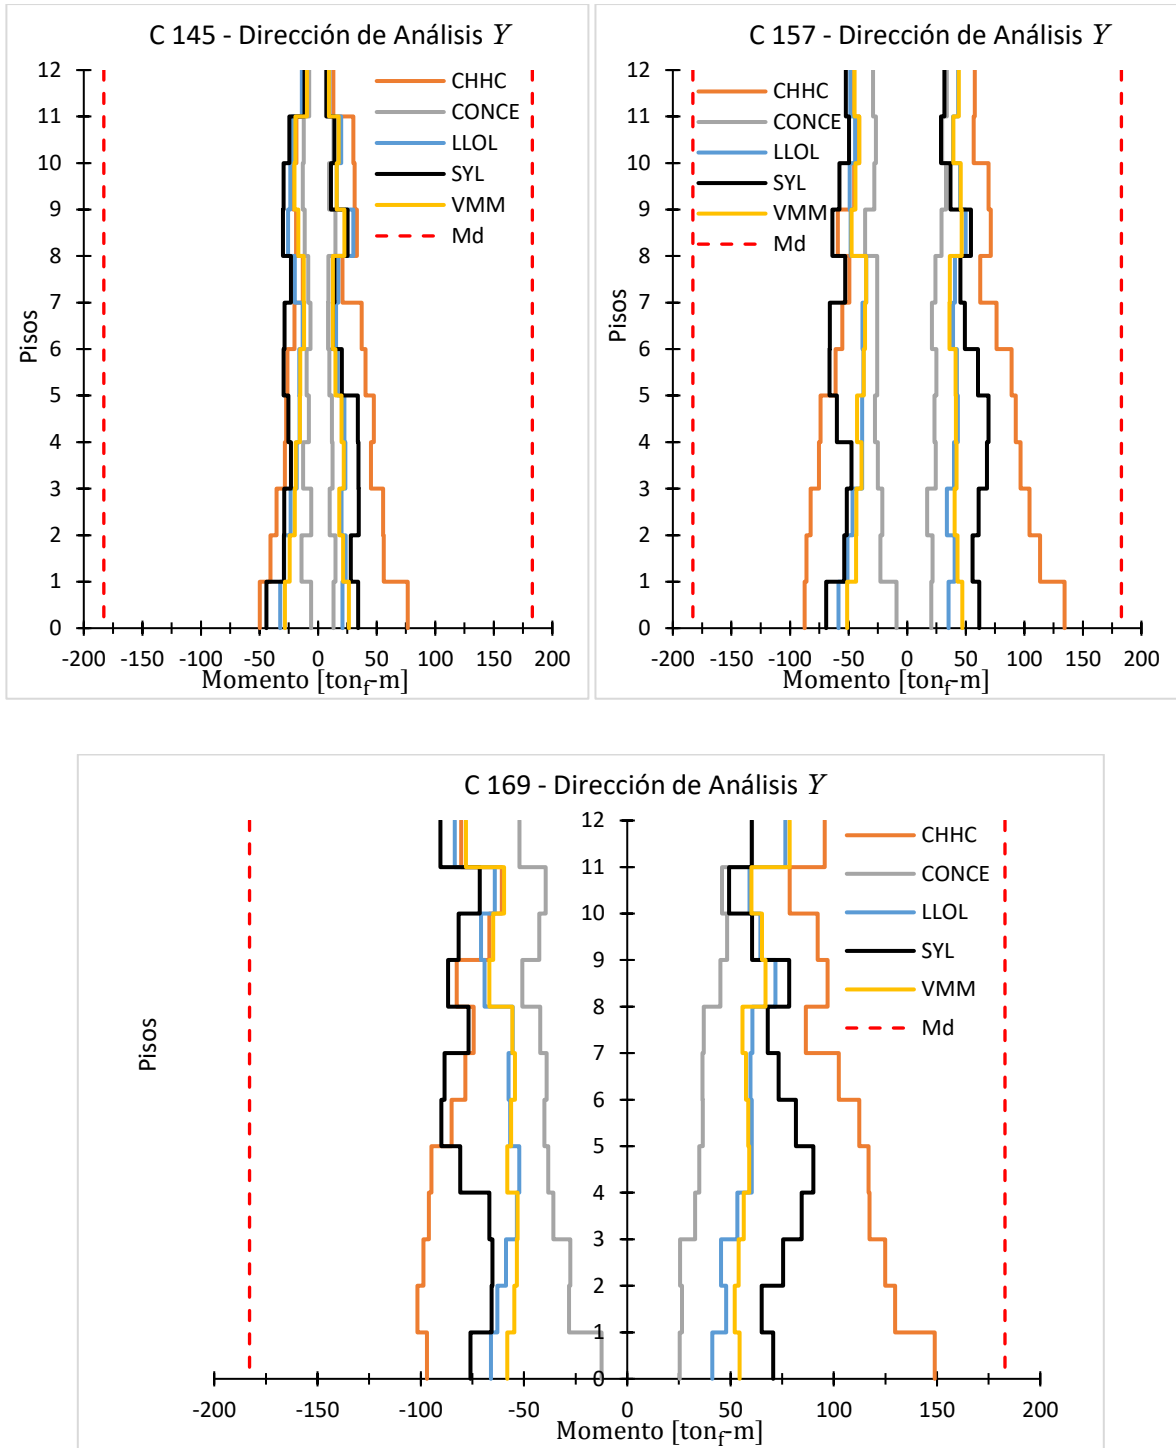 C 145 - Dirección de Análisis Y
12
11
10
9
8
7
6
5
4
3
2
1
0
Pisos
-200 -150 -100 -50 0 50 100 150 200
Momento [ton_f-m]
CHHC
CONCE
LLOL
SYL
VMM
Md
C 157 - Dirección de Análisis Y
12
11
10
9
8
7
6
5
4
3
2
1
0
Pisos
-200 -150 -100 -50 0 50 100 150 200
Momento [ton_f-m]
CHHC
CONCE
LLOL
SYL
VMM
Md
C 169 - Dirección de Análisis Y
12
11
10
9
8
7
6
5
4
3
2
1
0
Pisos
-200 -150 -100 -50 0 50 100 150 200
Momento [ton_f-m]
CHHC
CONCE
LLOL
SYL
VMM
Md